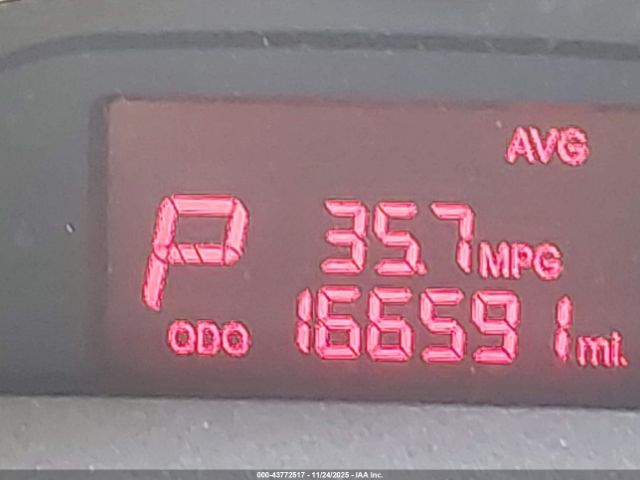 AVG
P 35.7 MPG
ODO 166591 mi.
000-43772517 - 11/24/2025 - IAA Inc.